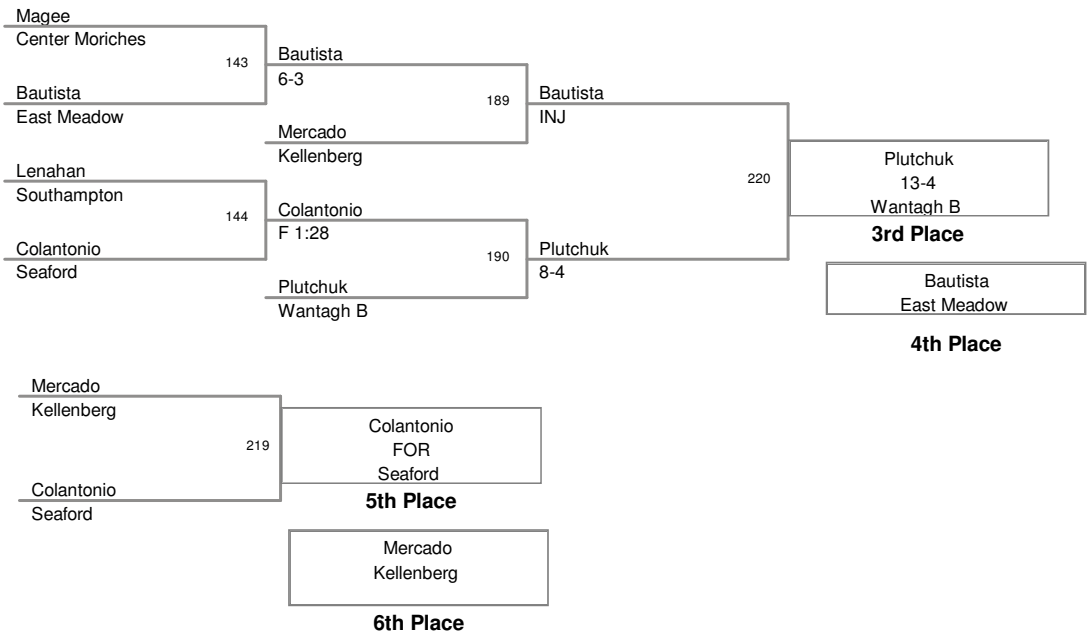 Magee
Center Moriches
143
Bautista
6-3
Bautista
East Meadow
189
Bautista
INJ
Mercado
Kellenberg
Lenahan
Southampton
144
Colantonio
F 1:28
Colantonio
Seaford
190
Plutchuk
8-4
Plutchuk
Wantagh B
220
Plutchuk
13-4
Wantagh B
3rd Place
Bautista
East Meadow
4th Place
Mercado
Kellenberg
219
Colantonio
Seaford
Colantonio
FOR
Seaford
5th Place
Mercado
Kellenberg
6th Place